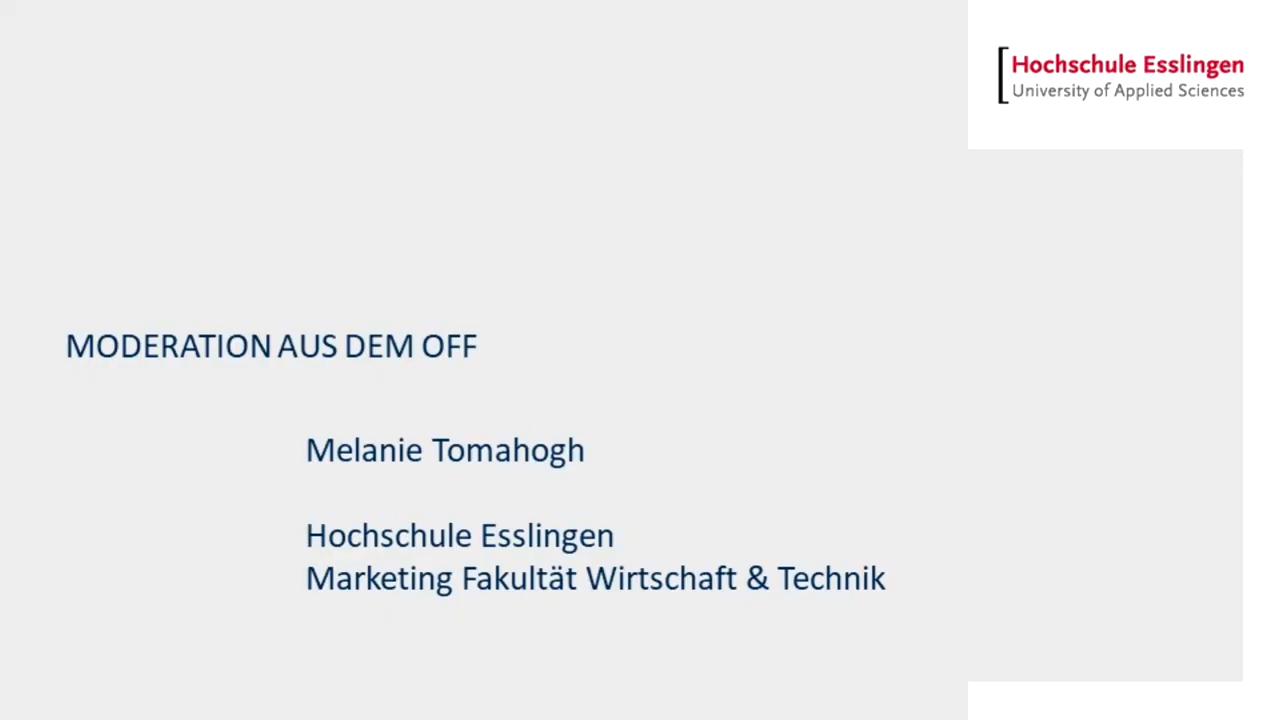 Hochschule Esslingen
University of Applied Sciences
MODERATION AUS DEM OFF
Melanie Tomahogh
Hochschule Esslingen
Marketing Fakultät Wirtschaft & Technik